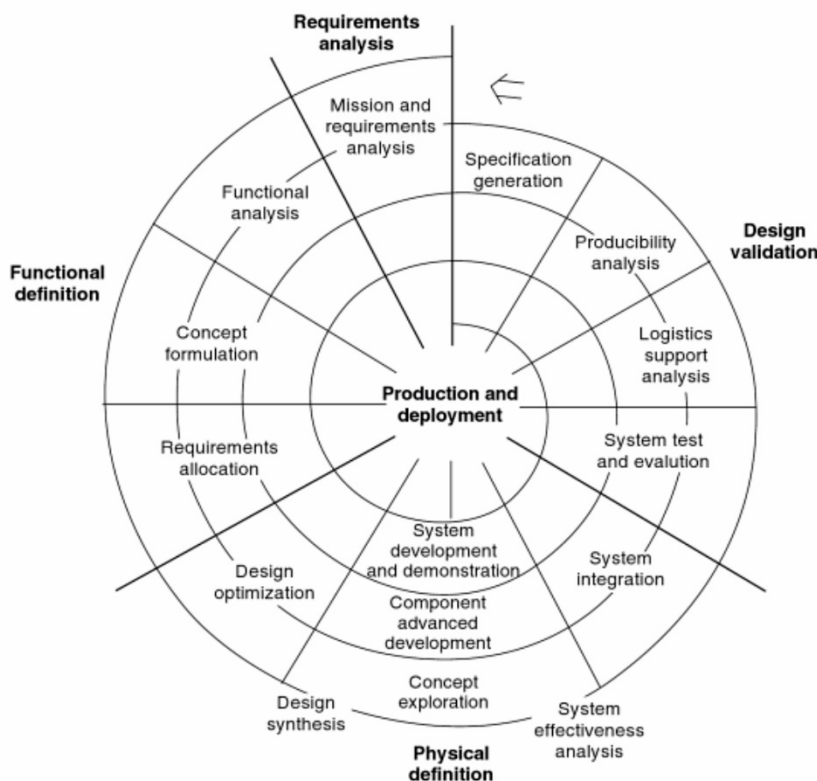 Requirements
analysis
Mission and
requirements
analysis
Specification
generation
Functional
analysis
Producibility
analysis
Design
validation
Functional
definition
Concept
formulation
Logistics
support
analysis
Production and
deployment
Requirements
allocation
System test
and evalution
System
development
and demonstration
System
integration
Design
optimization
Component
advanced
development
Concept
exploration
Design
synthesis
System
effectiveness
analysis
Physical
definition